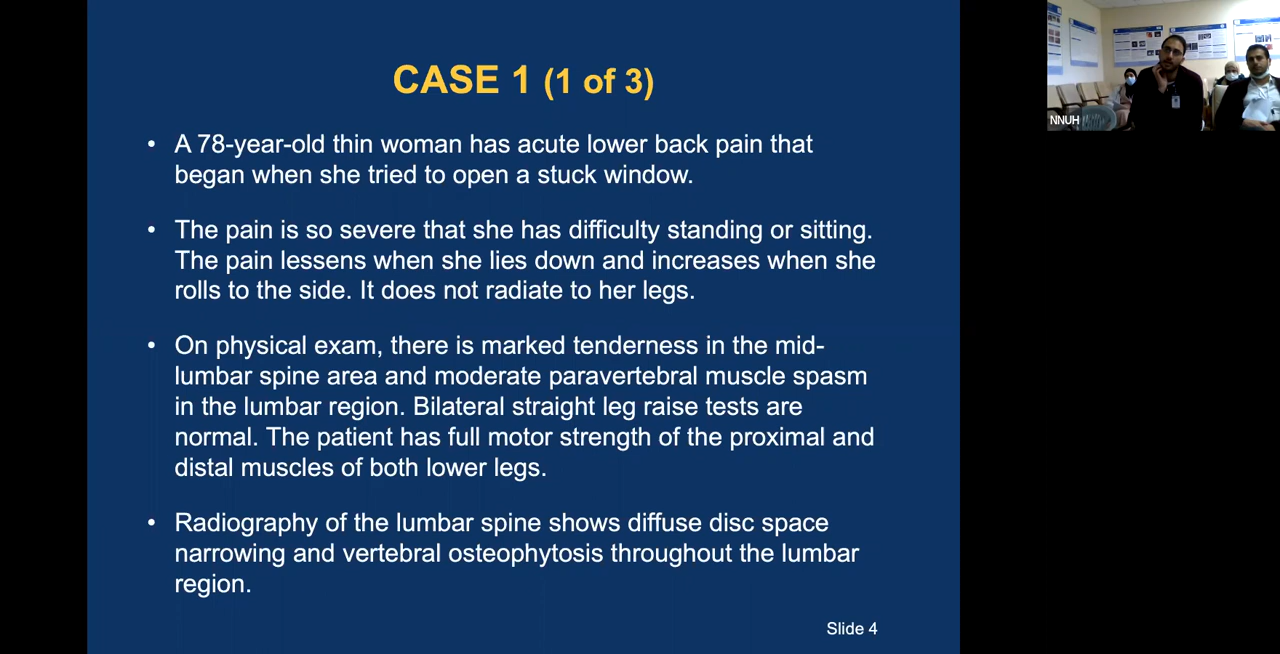 CASE 1 (1 of 3)
• A 78-year-old thin woman has acute lower back pain that
began when she tried to open a stuck window.
• The pain is so severe that she has difficulty standing or sitting.
The pain lessens when she lies down and increases when she
rolls to the side. It does not radiate to her legs.
• On physical exam, there is marked tenderness in the mid-
lumbar spine area and moderate paravertebral muscle spasm
in the lumbar region. Bilateral straight leg raise tests are
normal. The patient has full motor strength of the proximal and
distal muscles of both lower legs.
• Radiography of the lumbar spine shows diffuse disc space
narrowing and vertebral osteophytosis throughout the lumbar
region.
Slide 4
NNUH